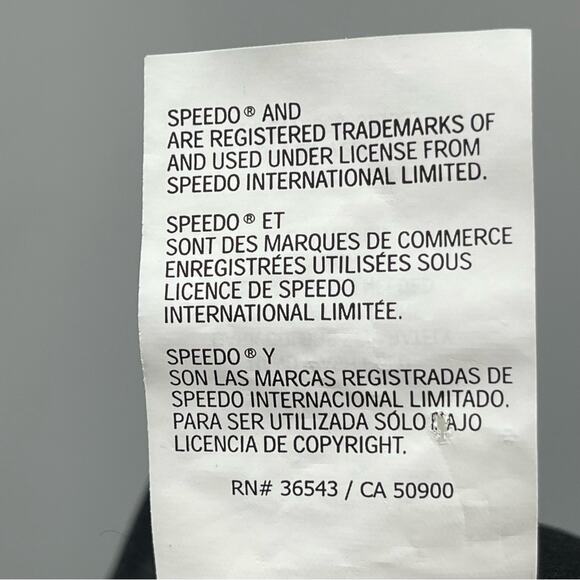 SPEEDO® AND
ARE REGISTERED TRADEMARKS OF
AND USED UNDER LICENSE FROM
SPEEDO INTERNATIONAL LIMITED.
SPEEDO® ET
SONT DES MARQUES DE COMMERCE
ENREGISTRÉES UTILISÉES SOUS
LICENCE DE SPEEDO
INTERNATIONAL LIMITÉE.
SPEEDO® Y
SON LAS MARCAS REGISTRADAS DE
SPEEDO INTERNACIONAL LIMITADO.
PARA SER UTILIZADA SÓLO BAJO
LICENCIA DE COPYRIGHT.
RN# 36543 / CA 50900